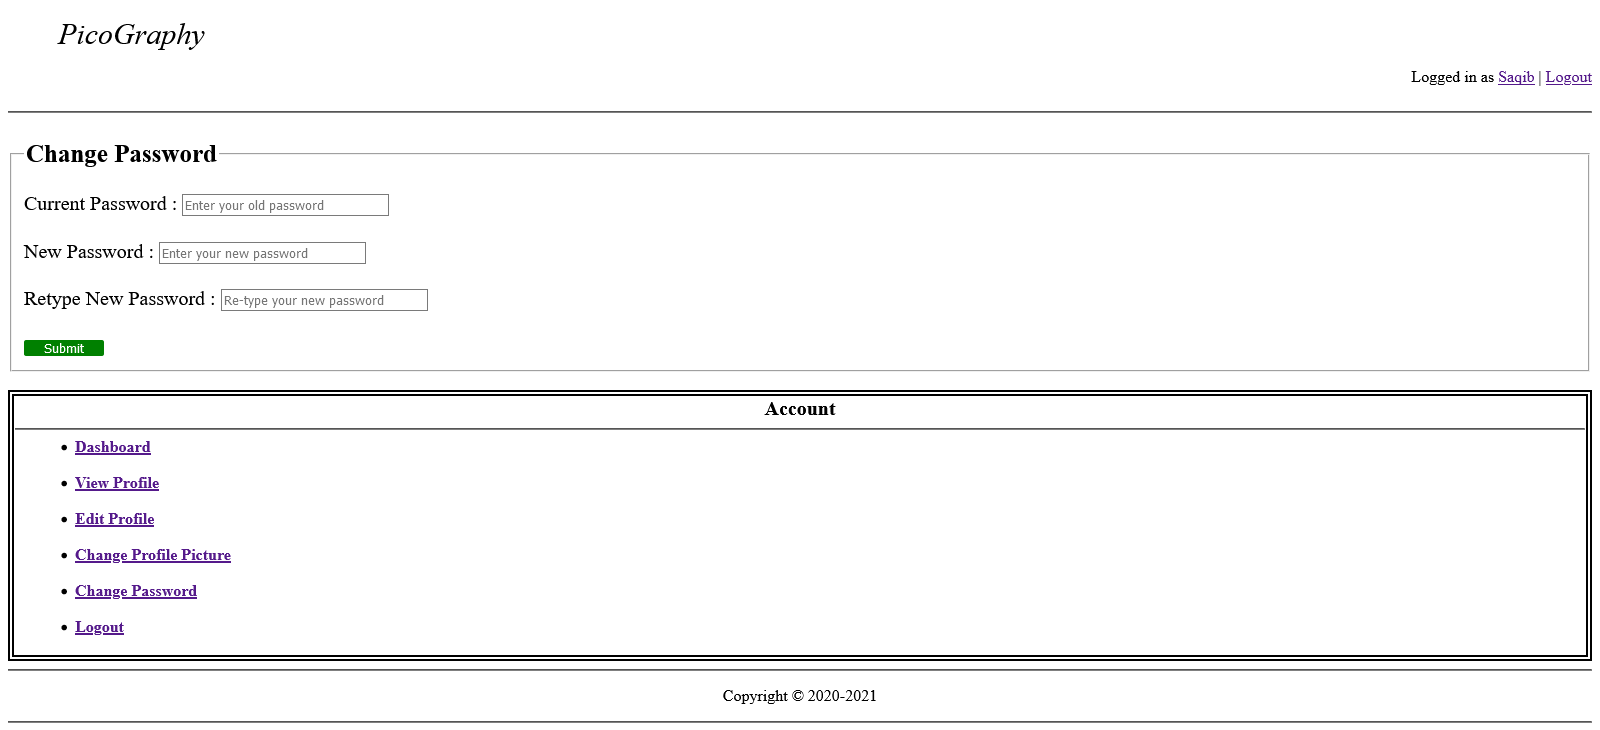 PicoGraphy
Logged in as Saqib | Logout
Change Password
Current Password : Enter your old password
New Password : Enter your new password
Retype New Password : Re-type your new password
Submit
Account
• Dashboard
• View Profile
• Edit Profile
• Change Profile Picture
• Change Password
• Logout
Copyright © 2020-2021